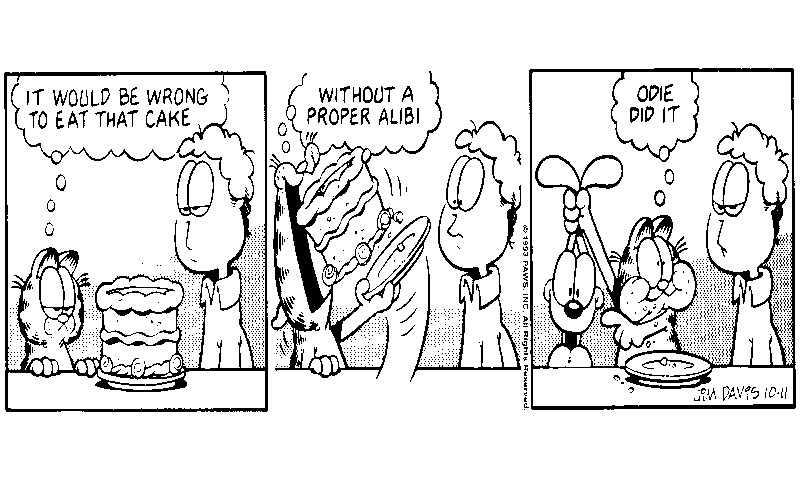 IT WOULD BE WRONG
TO EAT THAT CAKE
WITHOUT A
PROPER ALIBI
© 1993 PAWS, INC. All Rights Reserved.
ODIE
DID IT
JIM DAVIS 10-11